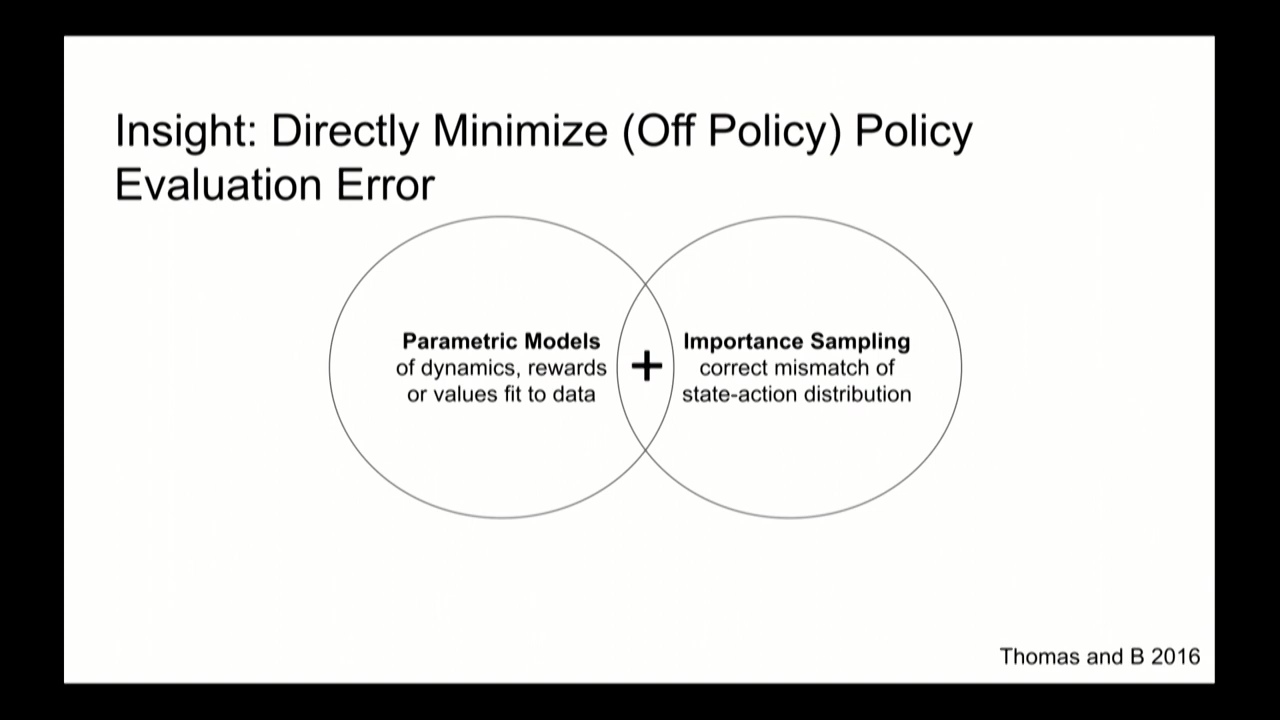 Insight: Directly Minimize (Off Policy) Policy
Evaluation Error
Parametric Models
of dynamics, rewards
or values fit to data
+
Importance Sampling
correct mismatch of
state-action distribution
Thomas and B 2016